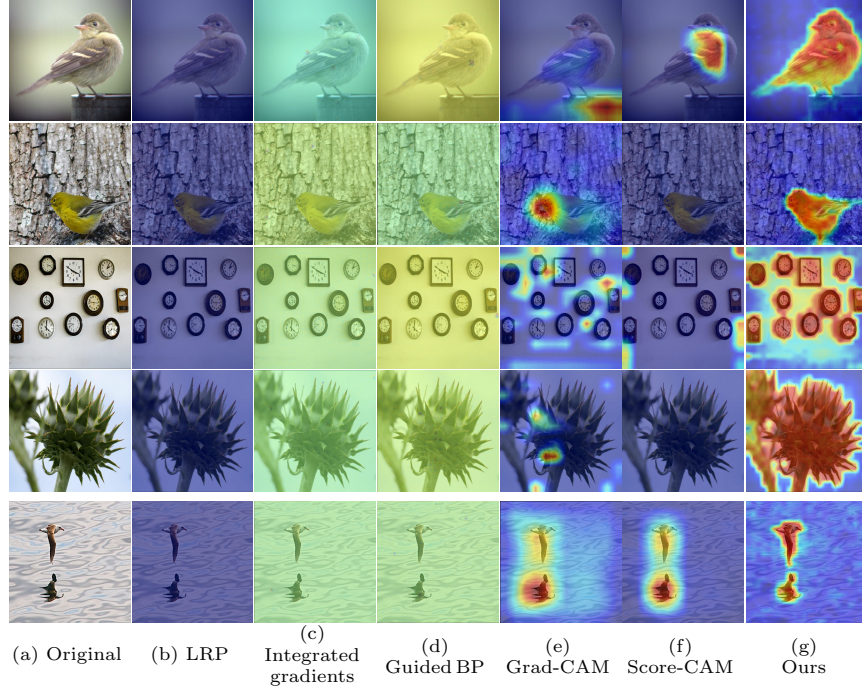 (a) Original
(b) LRP
(c)
Integrated
gradients
(d)
Guided BP
(e)
Grad-CAM
(f)
Score-CAM
(g)
Ours